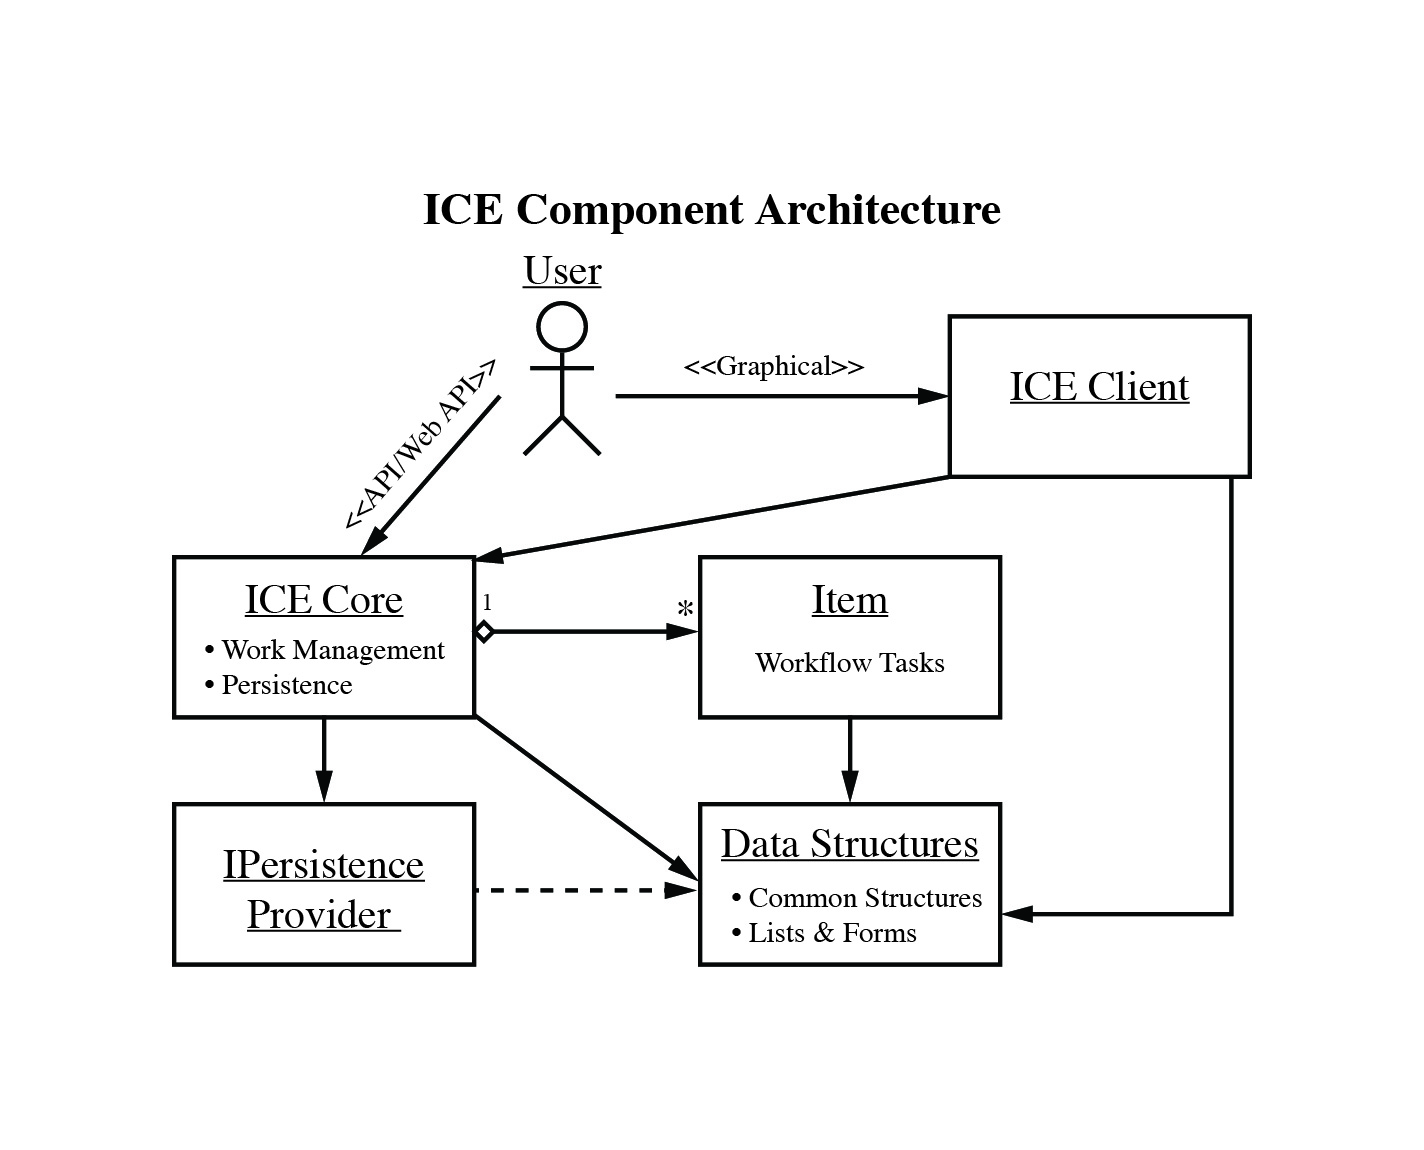 ICE Component Architecture
User
<<Graphical>>
ICE Client
<<API/Web API>>
ICE Core
• Work Management
• Persistence
1
*
Item
Workflow Tasks
IPersistence
Provider
Data Structures
• Common Structures
• Lists & Forms